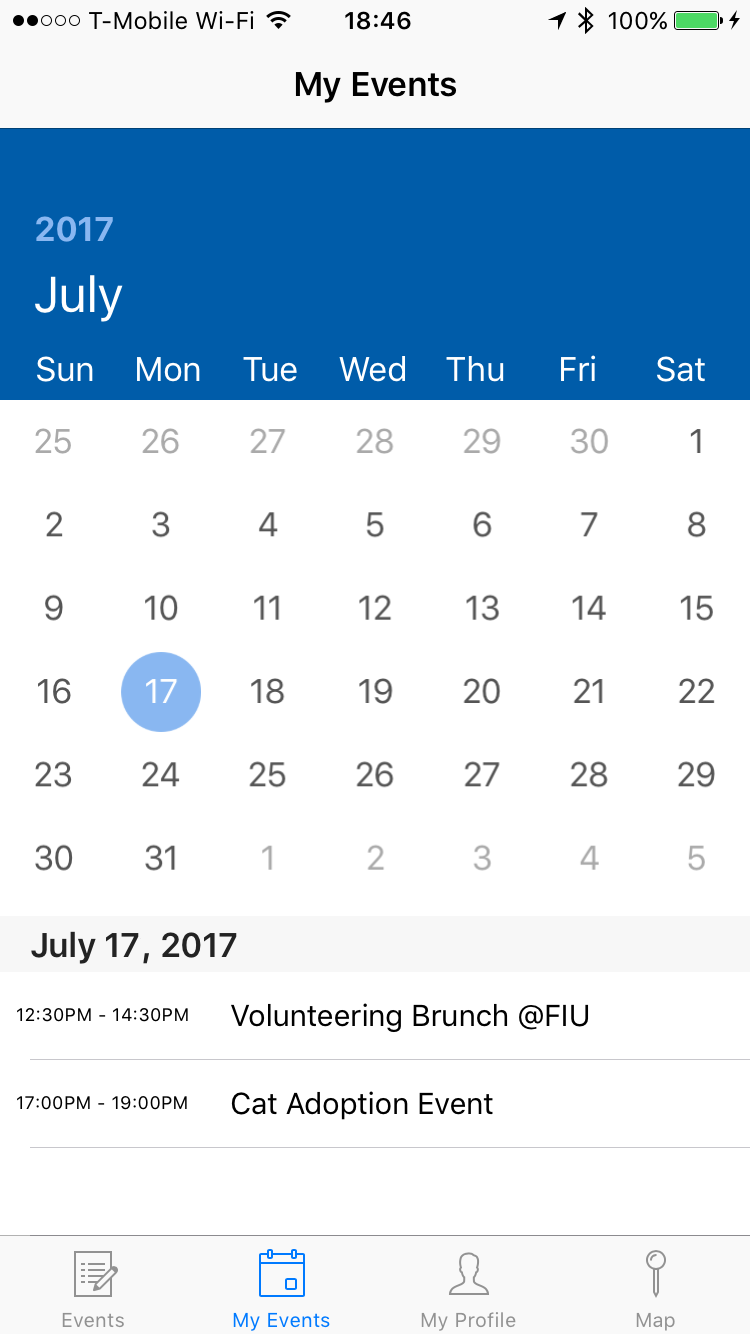 T-Mobile Wi-Fi 18:46 100%
My Events
2017
July
Sun Mon Tue Wed Thu Fri Sat
25 26 27 28 29 30 1
2 3 4 5 6 7 8
9 10 11 12 13 14 15
16 17 18 19 20 21 22
23 24 25 26 27 28 29
30 31 1 2 3 4 5
July 17, 2017
12:30PM - 14:30PM Volunteering Brunch @FIU
17:00PM - 19:00PM Cat Adoption Event
Events My Events My Profile Map